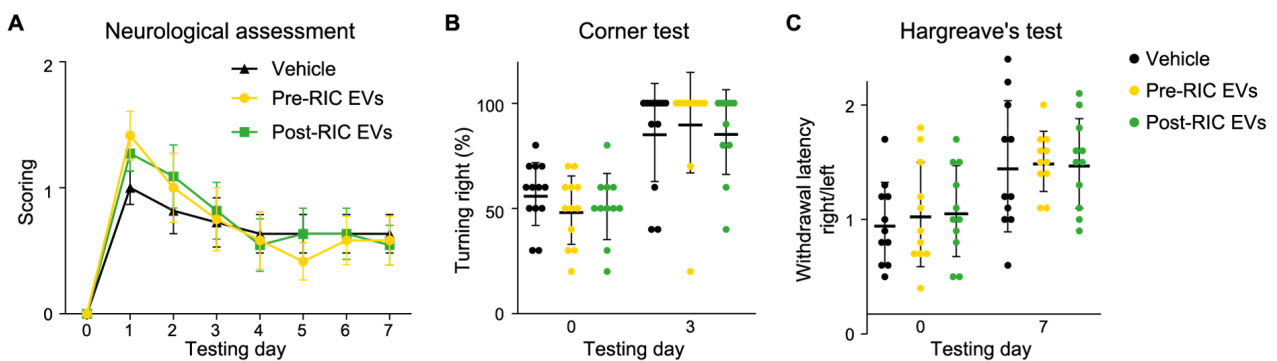 A
Neurological assessment
Scoring
2
1
0
Vehicle
Pre-RIC EVs
Post-RIC EVs
0 1 2 3 4 5 6 7
Testing day
B
Corner test
Turning right (%)
100
50
0
0 3
Testing day
C
Hargreave's test
Withdrawal latency
right/left
2
1
0
0 7
Testing day
Vehicle
Pre-RIC EVs
Post-RIC EVs